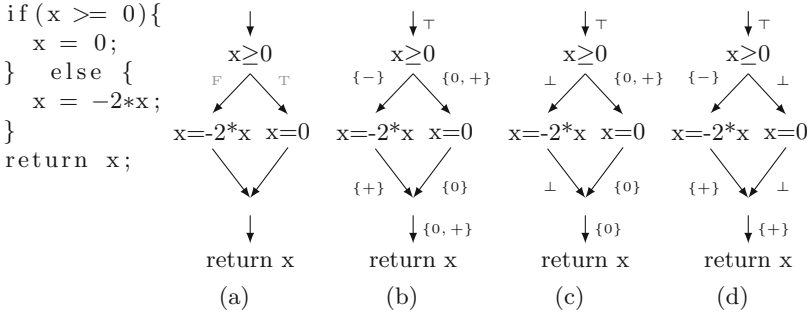 if(x >= 0){
x = 0;
} else {
x = −2*x;
}
return x;
x≥0
F T
x=-2*x x=0
return x
(a)
⊤
x≥0
{−} {0,+}
x=-2*x x=0
{+} {0}
{0,+}
return x
(b)
⊤
x≥0
⊥ {0,+}
x=-2*x x=0
⊥ {0}
{0}
return x
(c)
⊤
x≥0
{−} ⊥
x=-2*x x=0
{+} ⊥
{+}
return x
(d)